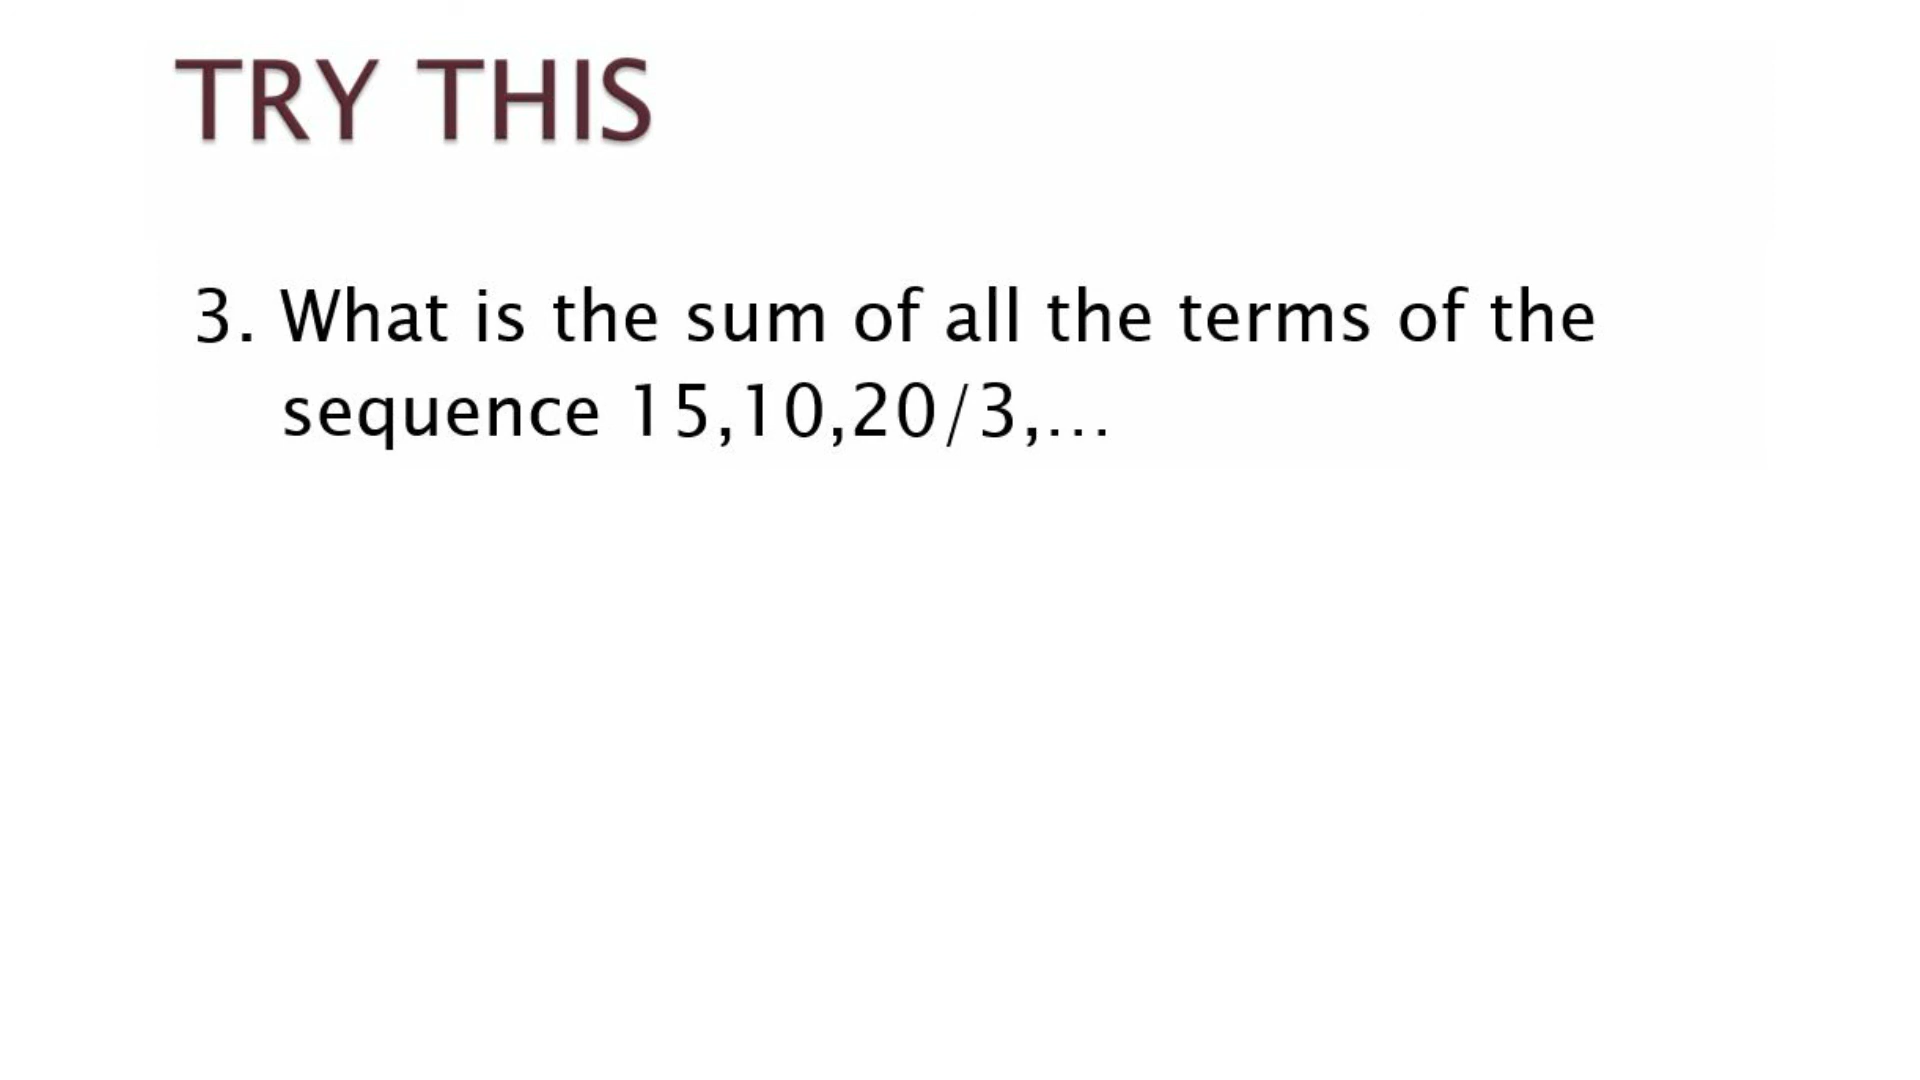 TRY THIS
3. What is the sum of all the terms of the
sequence 15,10,20/3,...